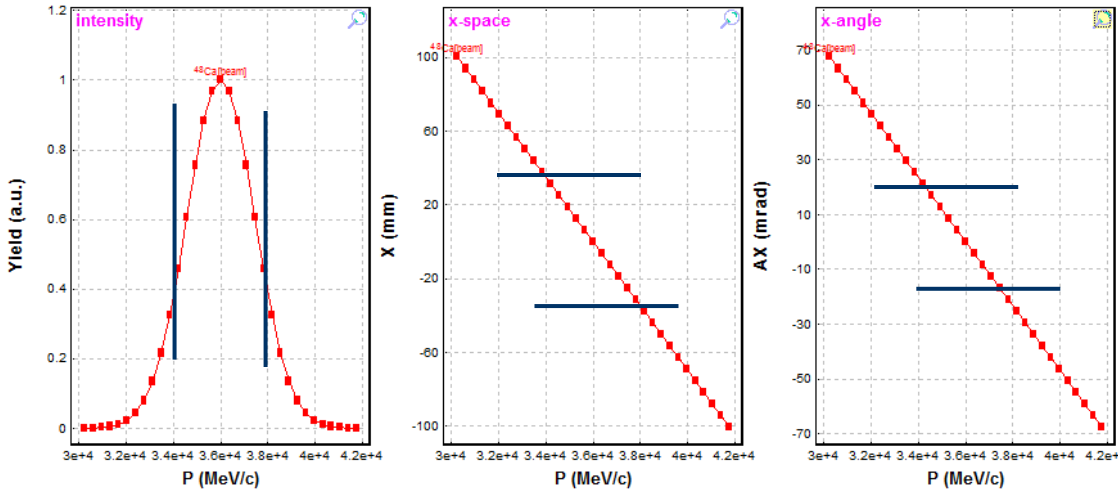 intensity
48Ca[beam]
1.2
1
0.8
0.6
0.4
0.2
0
Yield (a.u.)
3e+4 3.2e+4 3.4e+4 3.6e+4 3.8e+4 4e+4 4.2e+4
P (MeV/c)
x-space
48Ca[beam]
100
60
20
-20
-60
-100
X (mm)
3e+4 3.2e+4 3.4e+4 3.6e+4 3.8e+4 4e+4 4.2e+4
P (MeV/c)
x-angle
48Ca[beam]
70
50
30
10
-10
-30
-50
-70
AX (mrad)
3e+4 3.2e+4 3.4e+4 3.6e+4 3.8e+4 4e+4 4.2e+4
P (MeV/c)